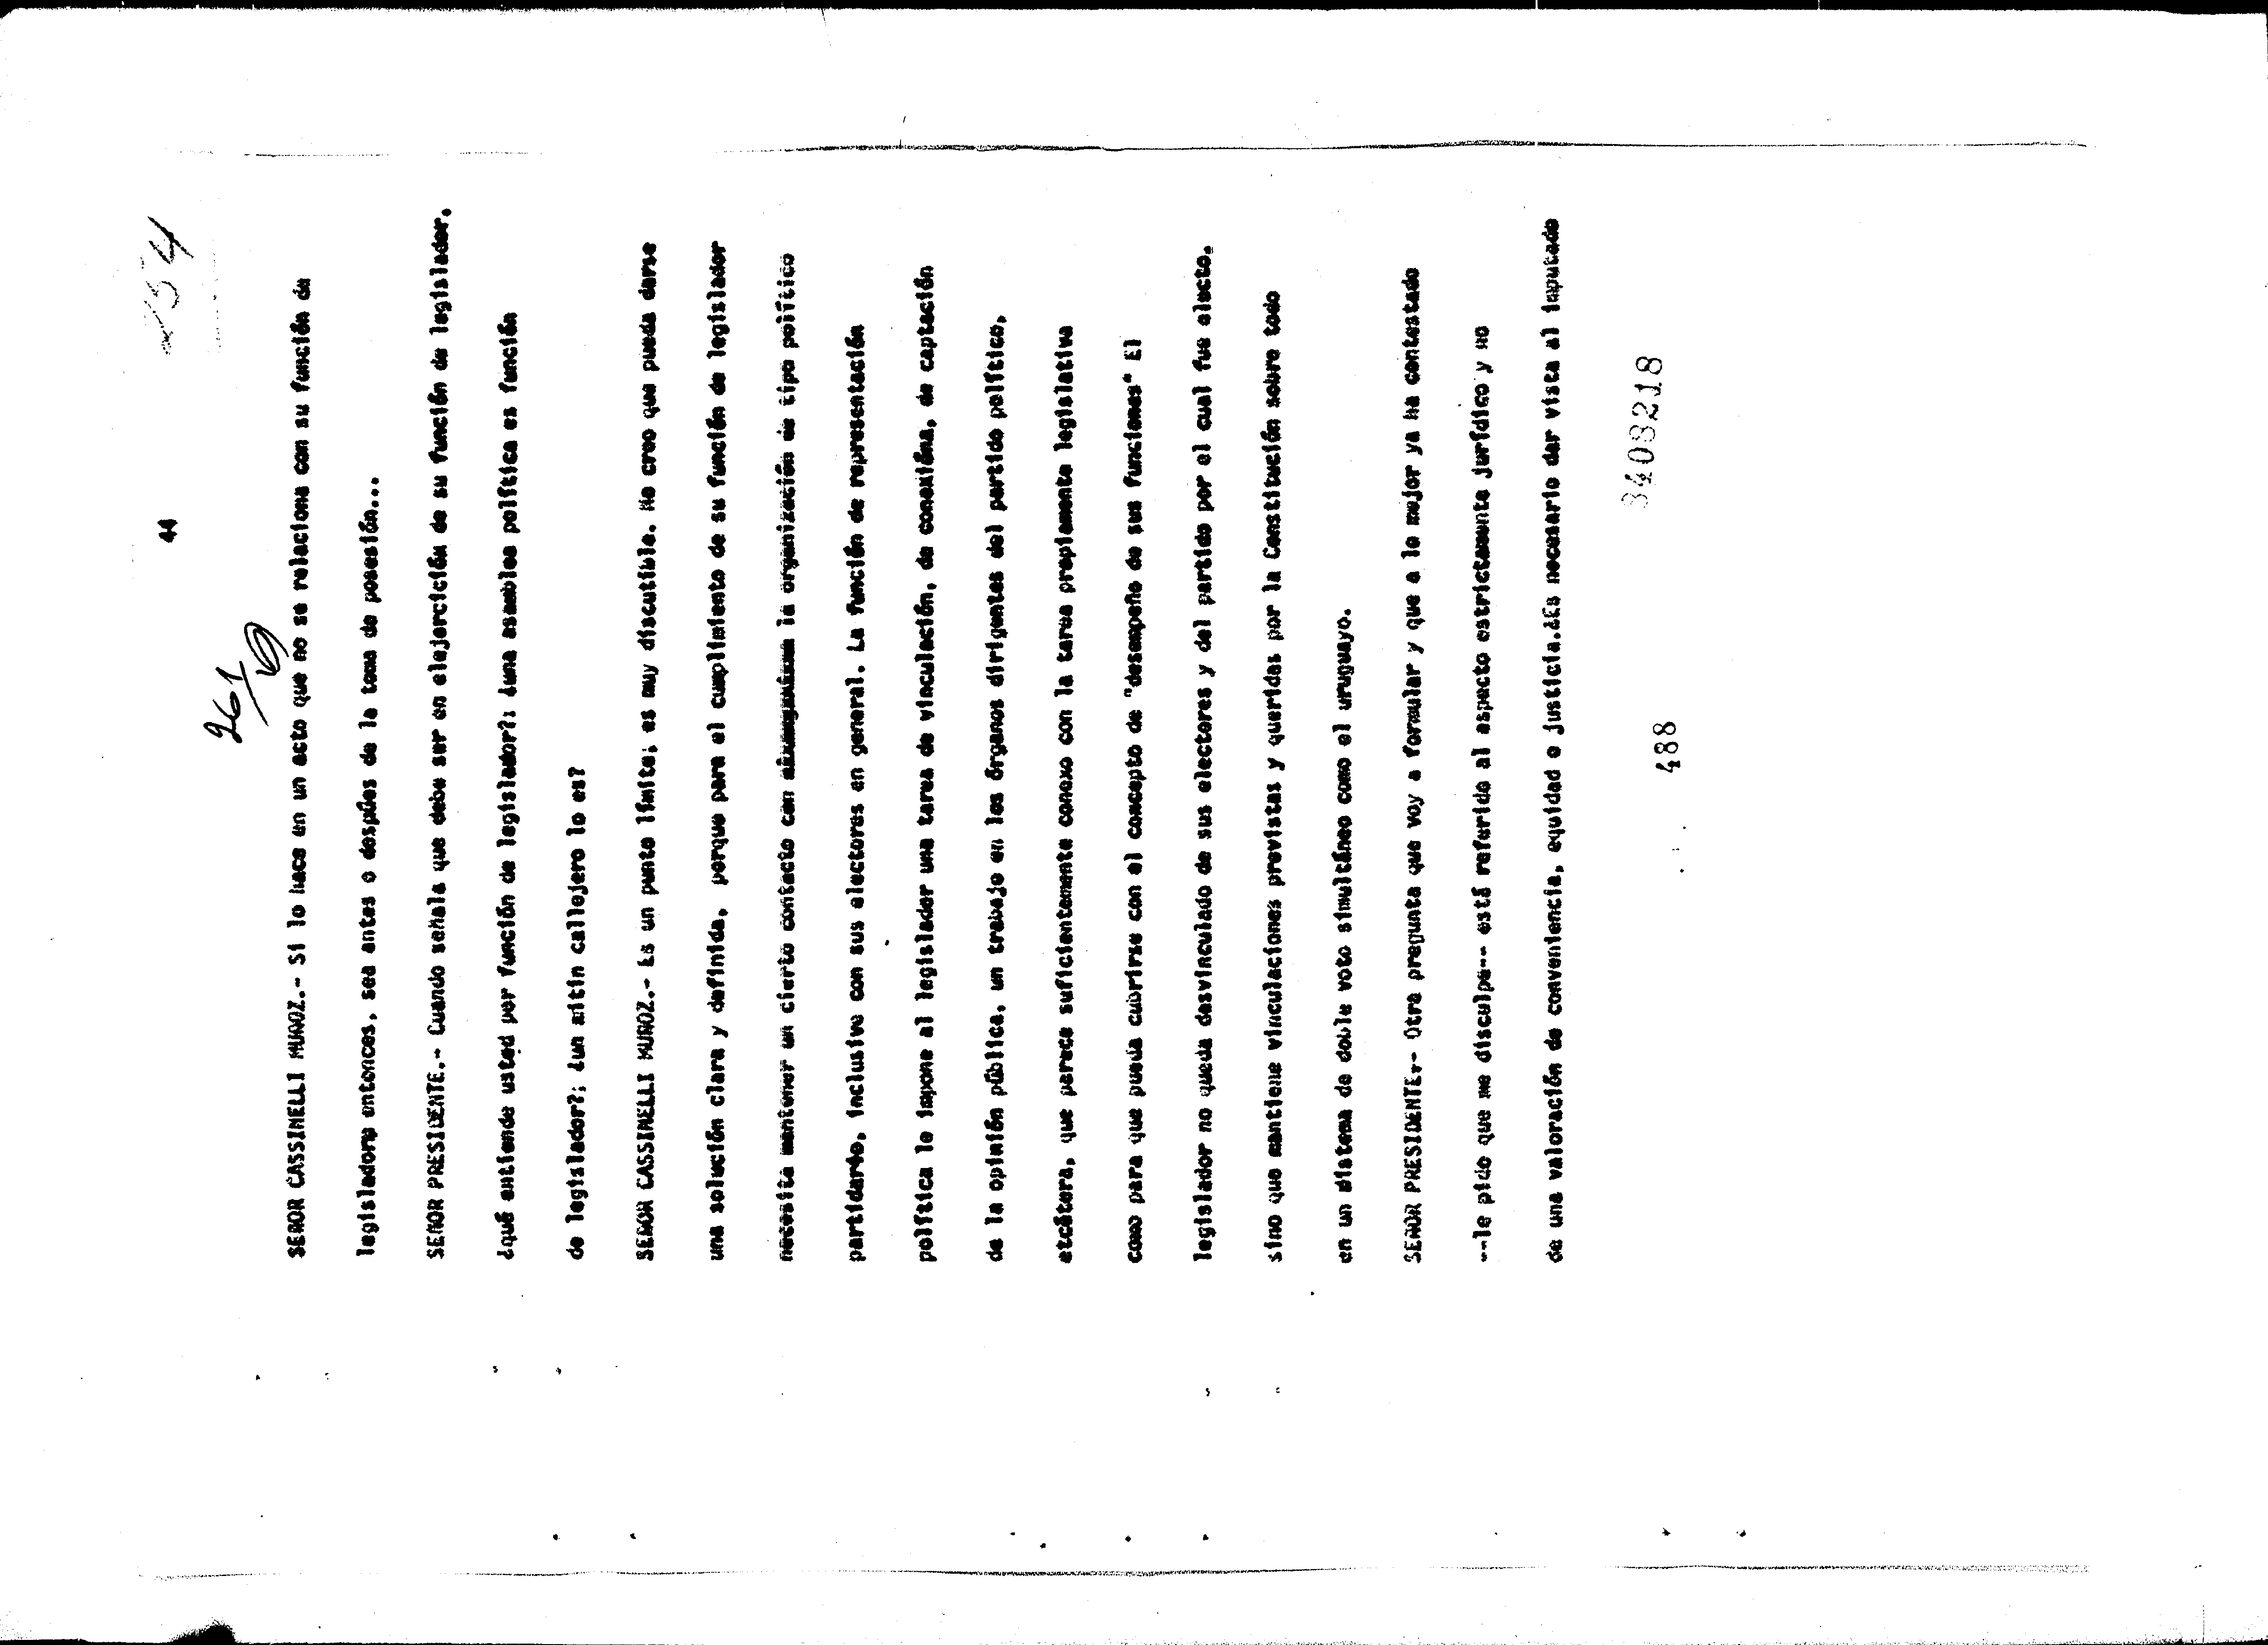 44
261
SEÑOR CASSINELLI MUÑOZ.- Si lo hace en un acto que no se relaciona con su función de
legisladora entonces, sea antes o despúes de la toma de posesión...
SEÑOR PRESIDENTE.- Cuando señala que debe ser en elejercición de su función de legislador,
¿qué entiende usted por función de legislador?: ¿una asamblea política es función
de legislador?; ¿un mitin callejero lo es?
SEÑOR CASSINELLI MUÑOZ.- Es un punto límite; es muy discutible. No creo que pueda darse
una solución clara y definida, porque para el cumplimiento de su función de legislador
necesita mantener un cierto contacto con la organización de tipo político
partidario, inclusive con sus electores en general. La función de representación
política le impone al legislador una tarea de vinculación, de conexióna, de captación
de la opinión pública, un trabajo en los órganos dirigentes del partido político,
etcétera, que parece suficientemente conexo con la tarea propiamente legislativa
como para que pueda cubrirse con el concepto de "desempeño de sus funciones" El
legislador no queda desvinculado de sus electores y del partido por el cual fue electo,
sino que mantiene vinculaciones previstas y queridas por la Constitución sobre todo
en un sistema de doble voto simultáneo como el uruguayo.
SEÑOR PRESIDENTE.- Otra pregunta que voy a formular y que a lo mejor ya ha contestado
--le pido que me disculpe-- está referida al aspecto estrictamente jurídico y no
de una valoración de conveniencia, equidad o justicia.¿Es necesario dar vista al imputado
3408218
488